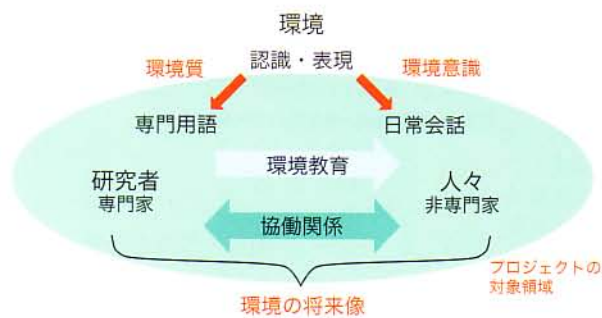 環境
認識・表現
環境質
環境意識
専門用語
日常会話
環境教育
研究者
専門家
人々
非専門家
協働関係
プロジェクトの
対象領域
環境の将来像